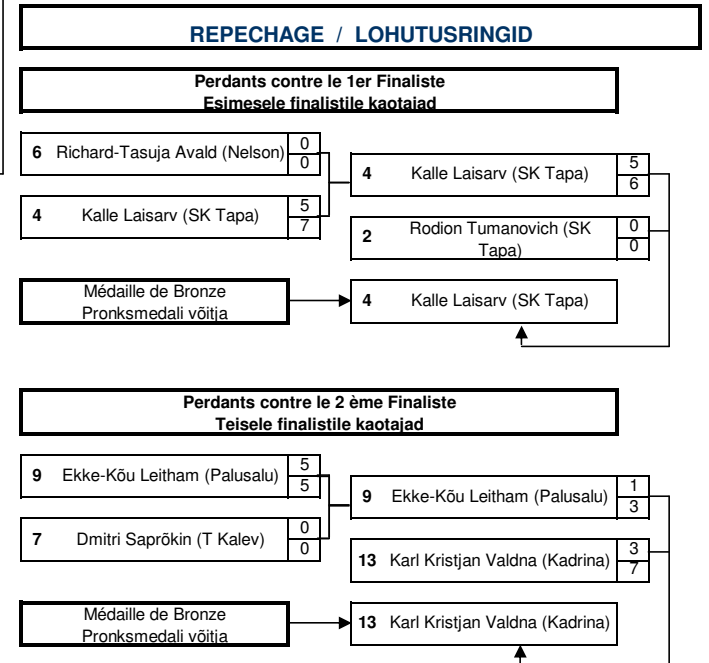 REPECHAGE / LOHUTUSRINGID
Perdants contre le 1er Finaliste
Esimesele finalistile kaotajad
6 Richard-Tasuja Avald (Nelson) 0
0
4 Kalle Laisarv (SK Tapa) 5
6
4 Kalle Laisarv (SK Tapa) 5
7
2 Rodion Tumanovich (SK
Tapa) 0
0
Médaille de Bronze
Pronksmedali võitja
4 Kalle Laisarv (SK Tapa)
Perdants contre le 2 ème Finaliste
Teisele finalistile kaotajad
9 Ekke-Kõu Leitham (Palusalu) 5
5
9 Ekke-Kõu Leitham (Palusalu) 1
3
7 Dmitri Saprõkin (T Kalev) 0
0
13 Karl Kristjan Valdna (Kadrina) 3
7
Médaille de Bronze
Pronksmedali võitja
13 Karl Kristjan Valdna (Kadrina)